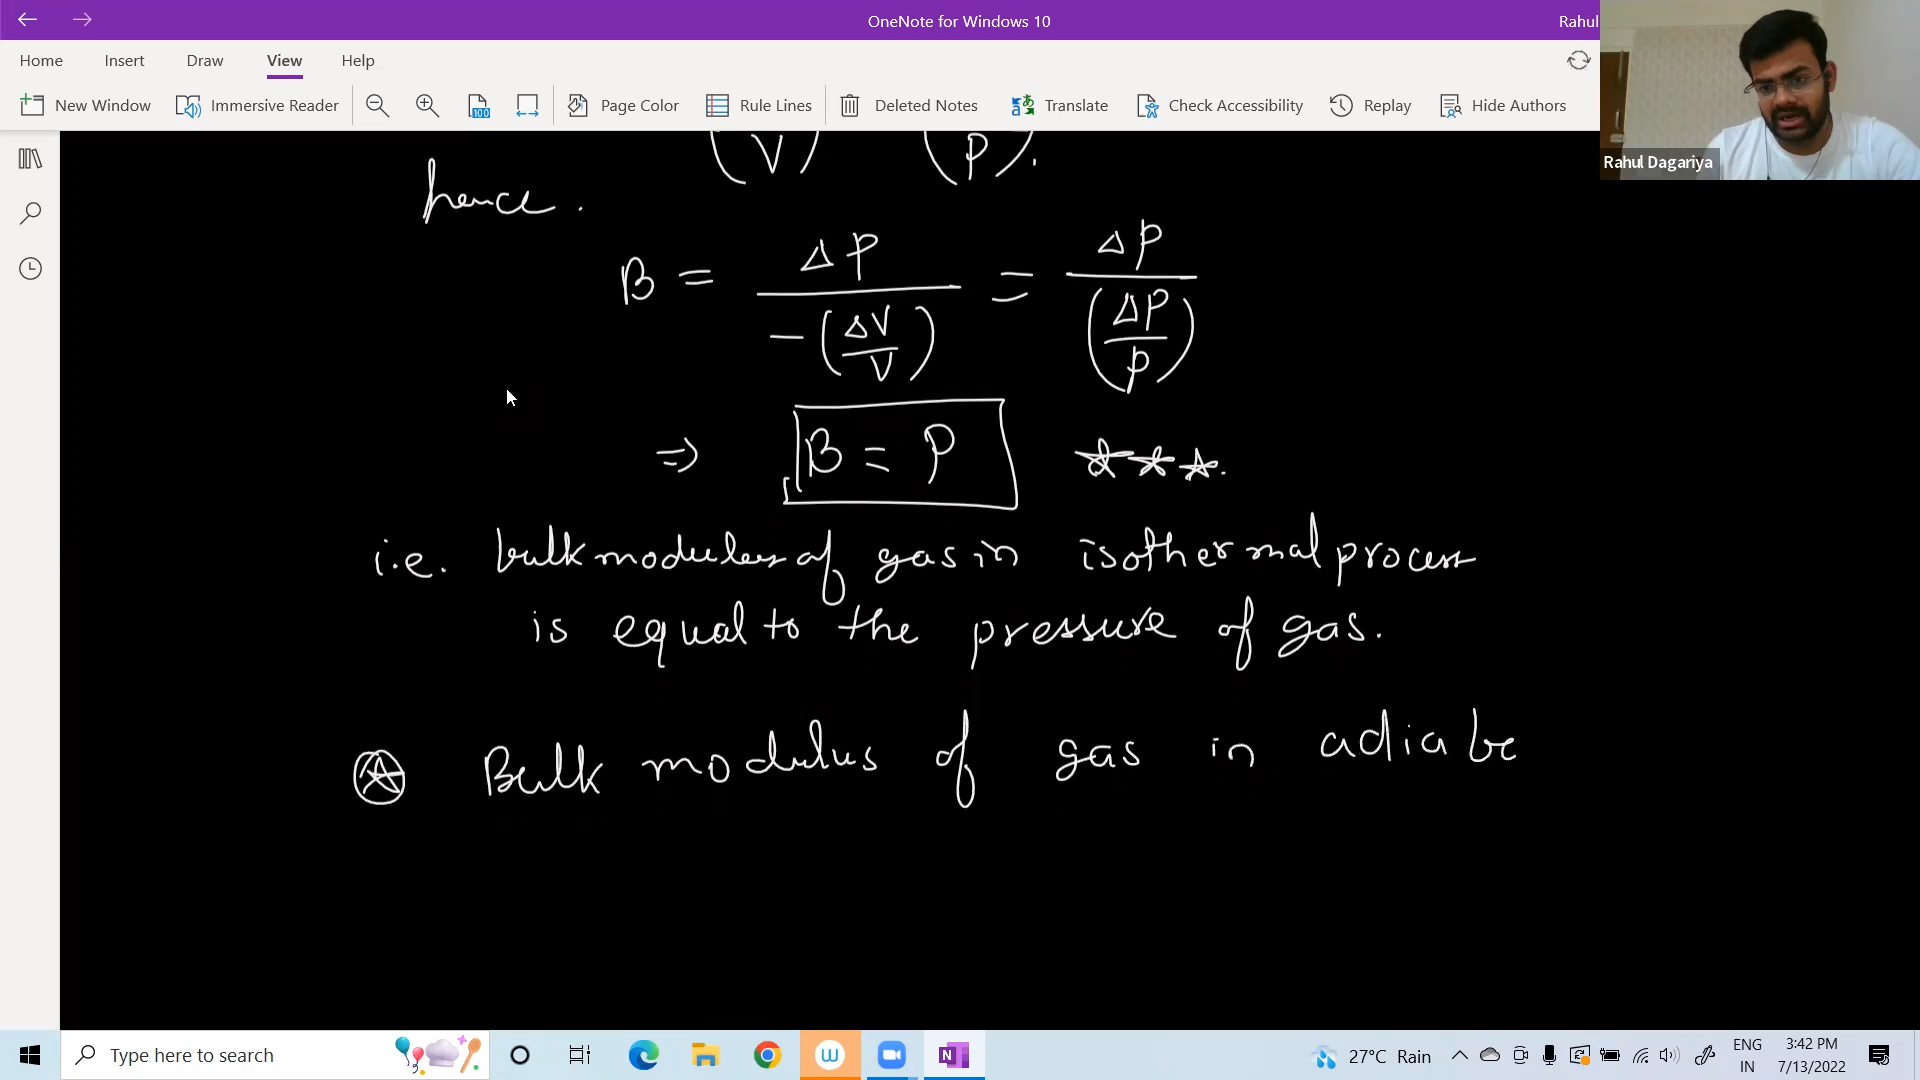 OneNote for Windows 10
Rahul
Home Insert Draw View Help
New Window Immersive Reader 100 Page Color Rule Lines Deleted Notes Translate Check Accessibility Replay Hide Authors
Rahul Dagariya
(V) (P).
hence.
B = ΔP / -(ΔV/V) = ΔP / (ΔP/P)
⇒ B = P ☆☆☆.
i.e. bulk modulus of gas in isothermal process
is equal to the pressure of gas.
Bulk modulus of gas in adiabe
Type here to search
27°C Rain
ENG
IN
3:42 PM
7/13/2022